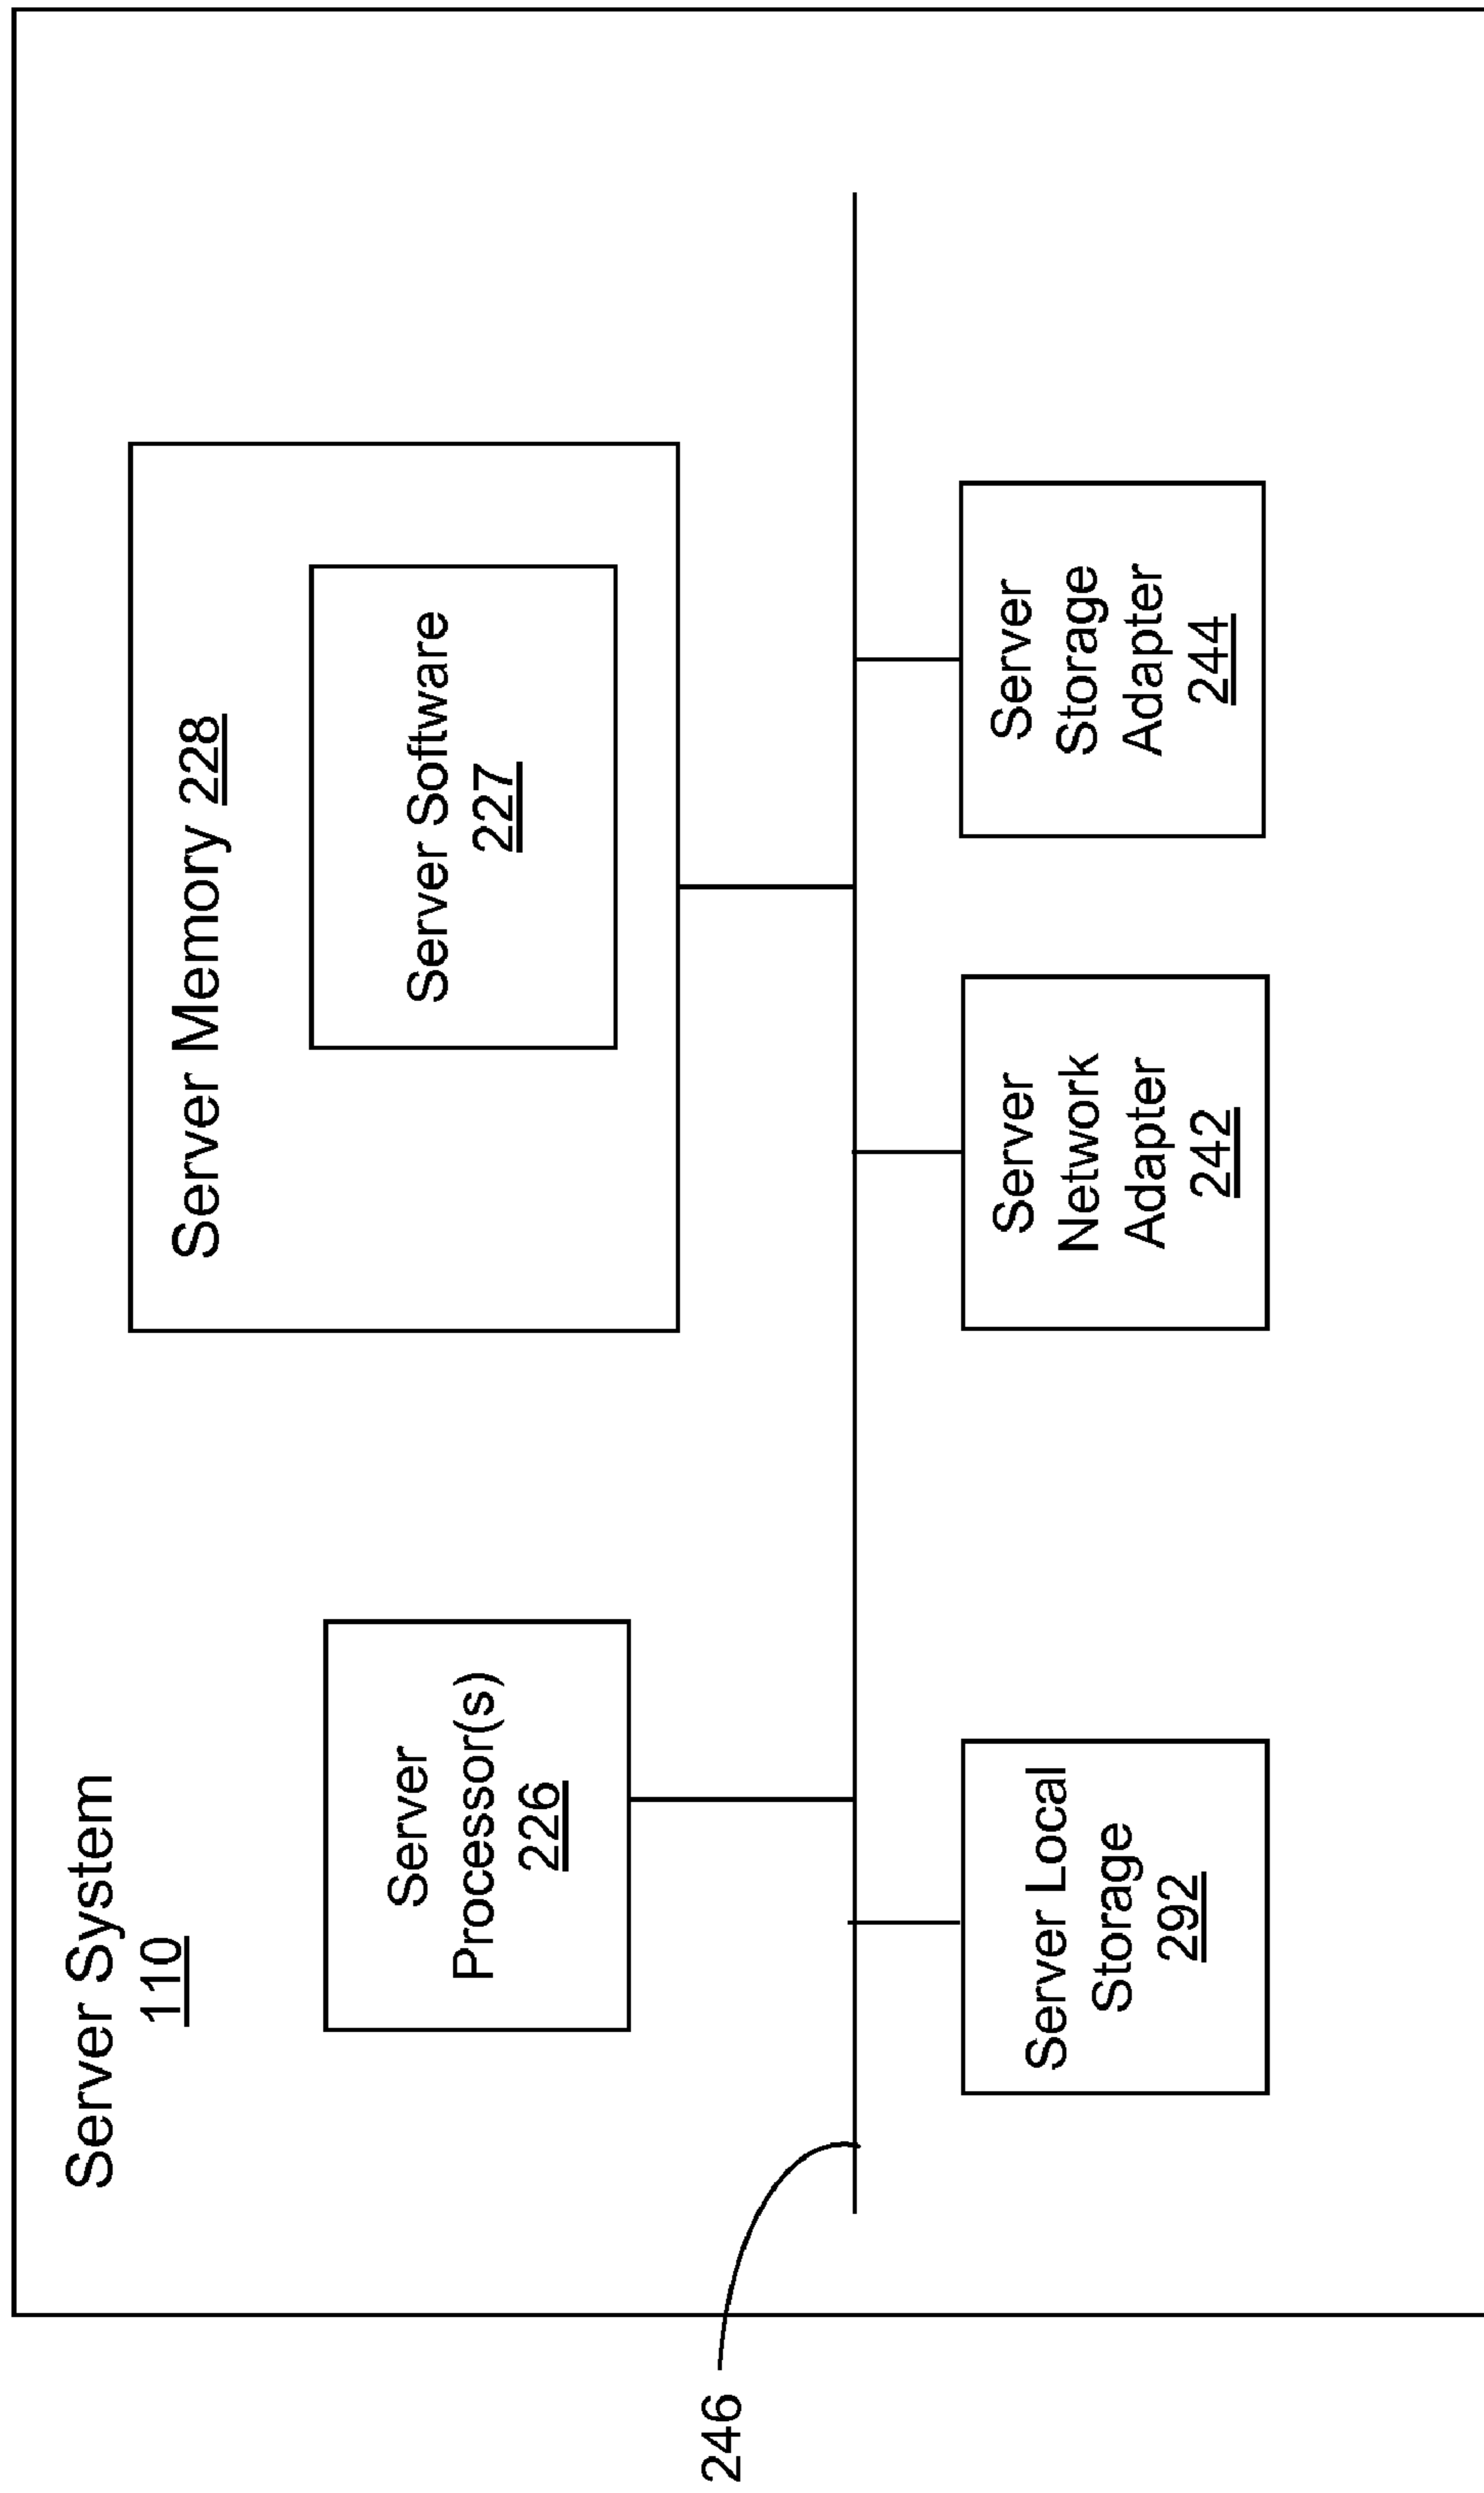 Server System
110
Server Memory 228
Server Software
227
Server
Processor(s)
226
246
Server Local
Storage
292
Server
Network
Adapter
242
Server
Storage
Adapter
244